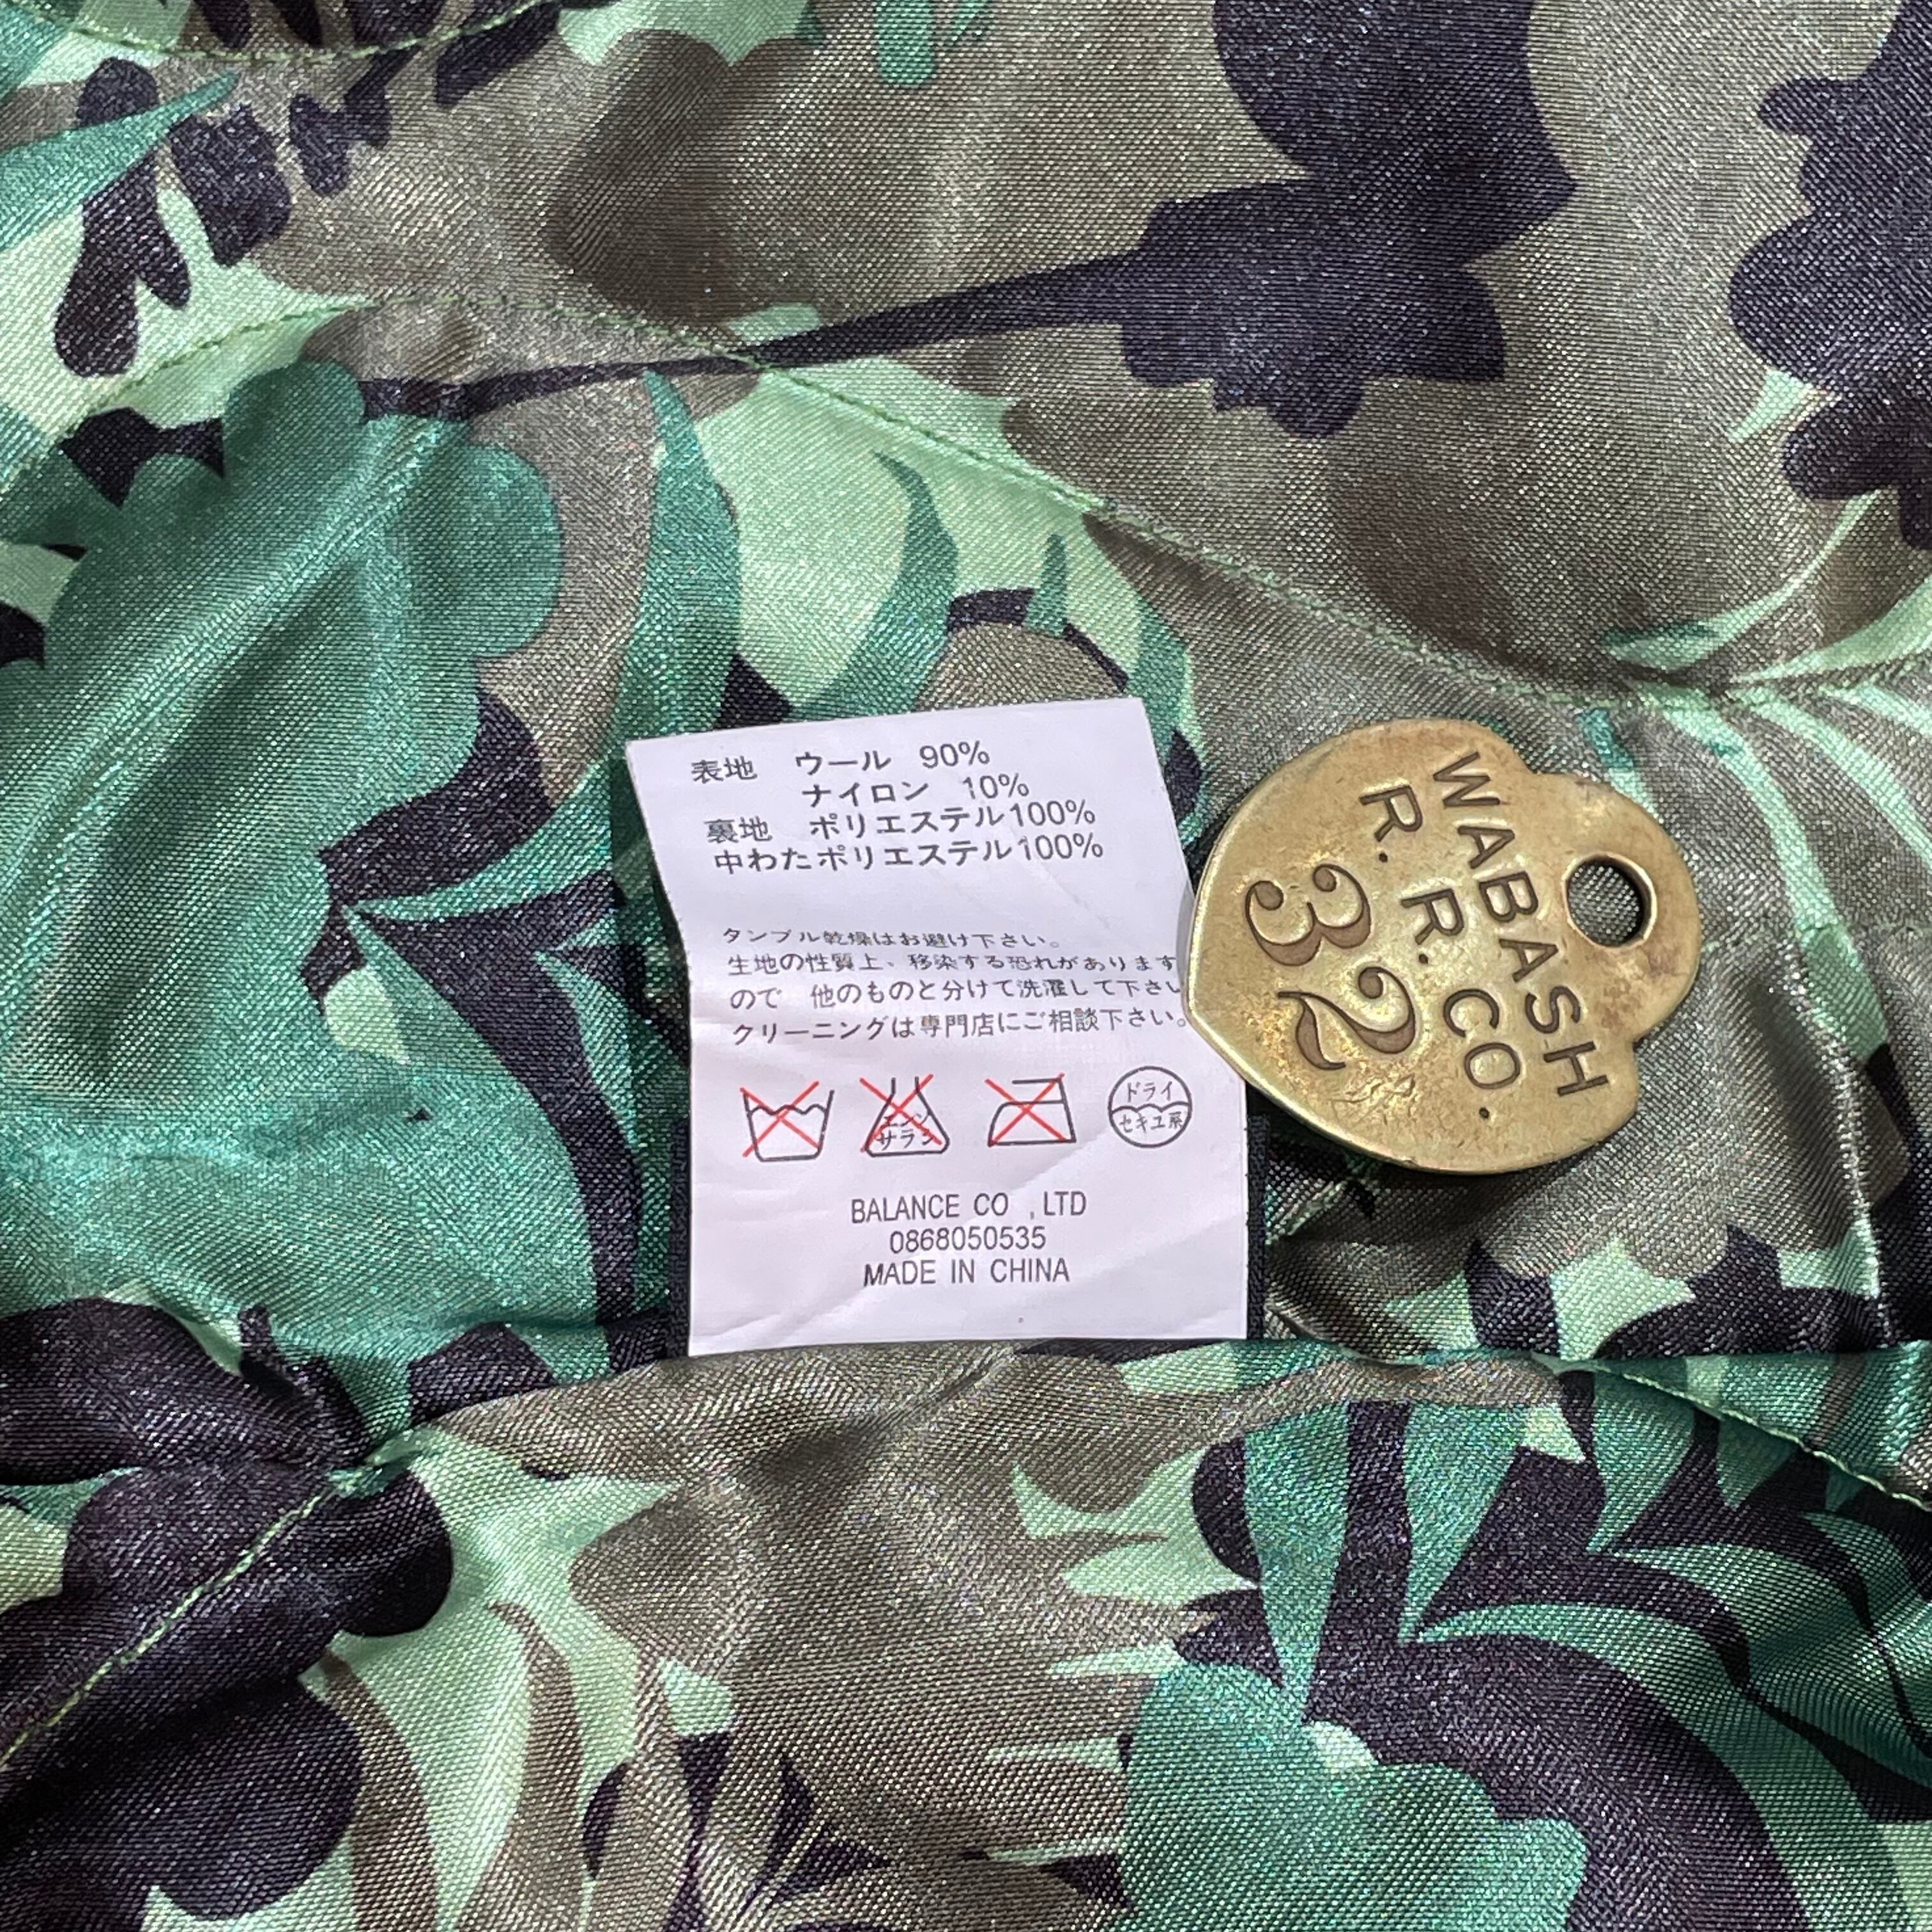 表地 ウール 90%
ナイロン 10%
裏地 ポリエステル100%
中わたポリエステル100%
タンブル乾燥はお避け下さい。
生地の性質上、移染する恐れがあります
ので 他のものと分けて洗濯して下さい
クリーニングは専門店にご相談下さい。
エンソ
サラシ
ドライ
セキユ系
BALANCE CO ,LTD
0868050535
MADE IN CHINA
WABASH
R. R. CO.
32